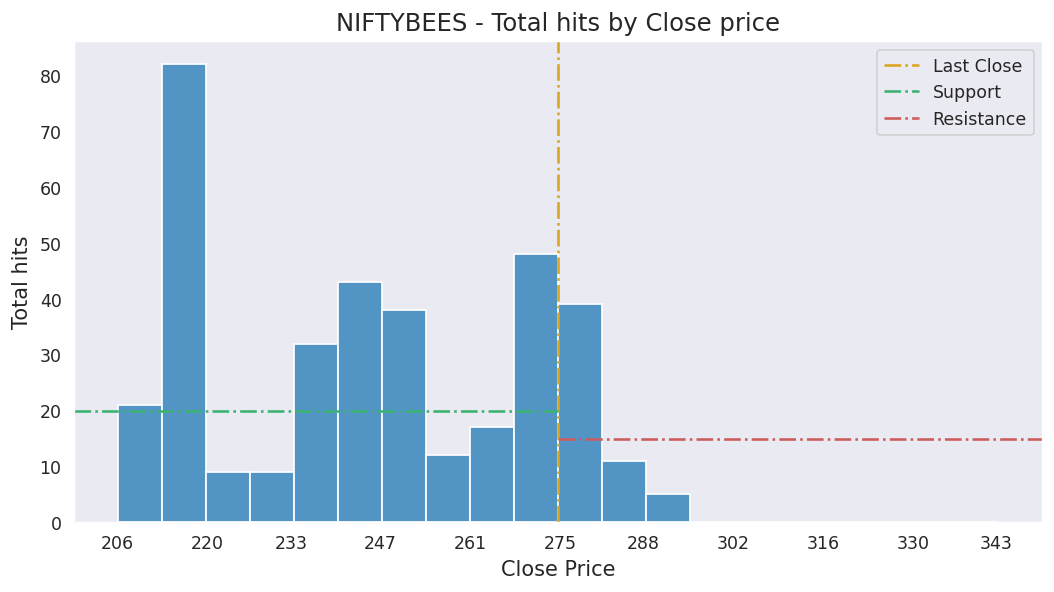 NIFTYBEES - Total hits by Close price
Last Close
Support
Resistance
Total hits
80
70
60
50
40
30
20
10
0
206 220 233 247 261 275 288 302 316 330 343
Close Price